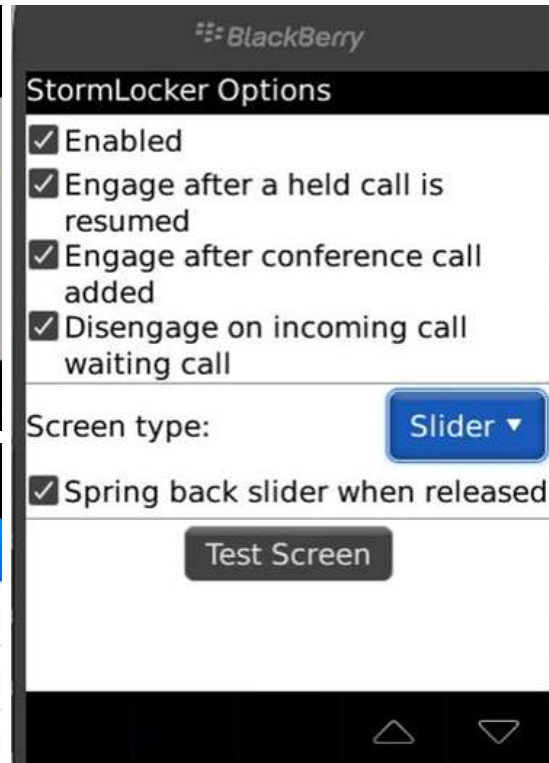 BlackBerry
StormLocker Options
Enabled
Engage after a held call is
resumed
Engage after conference call
added
Disengage on incoming call
waiting call
Screen type:
Slider
Spring back slider when released
Test Screen